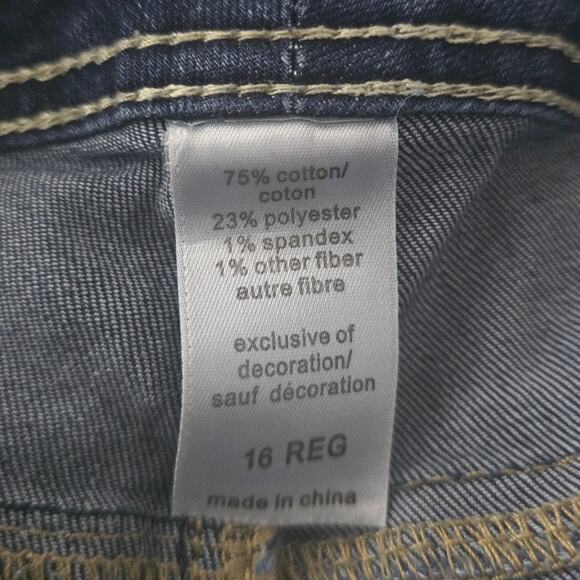 75% cotton/
coton
23% polyester
1% spandex
1% other fiber
autre fibre
exclusive of
decoration/
sauf décoration
16 REG
made in china